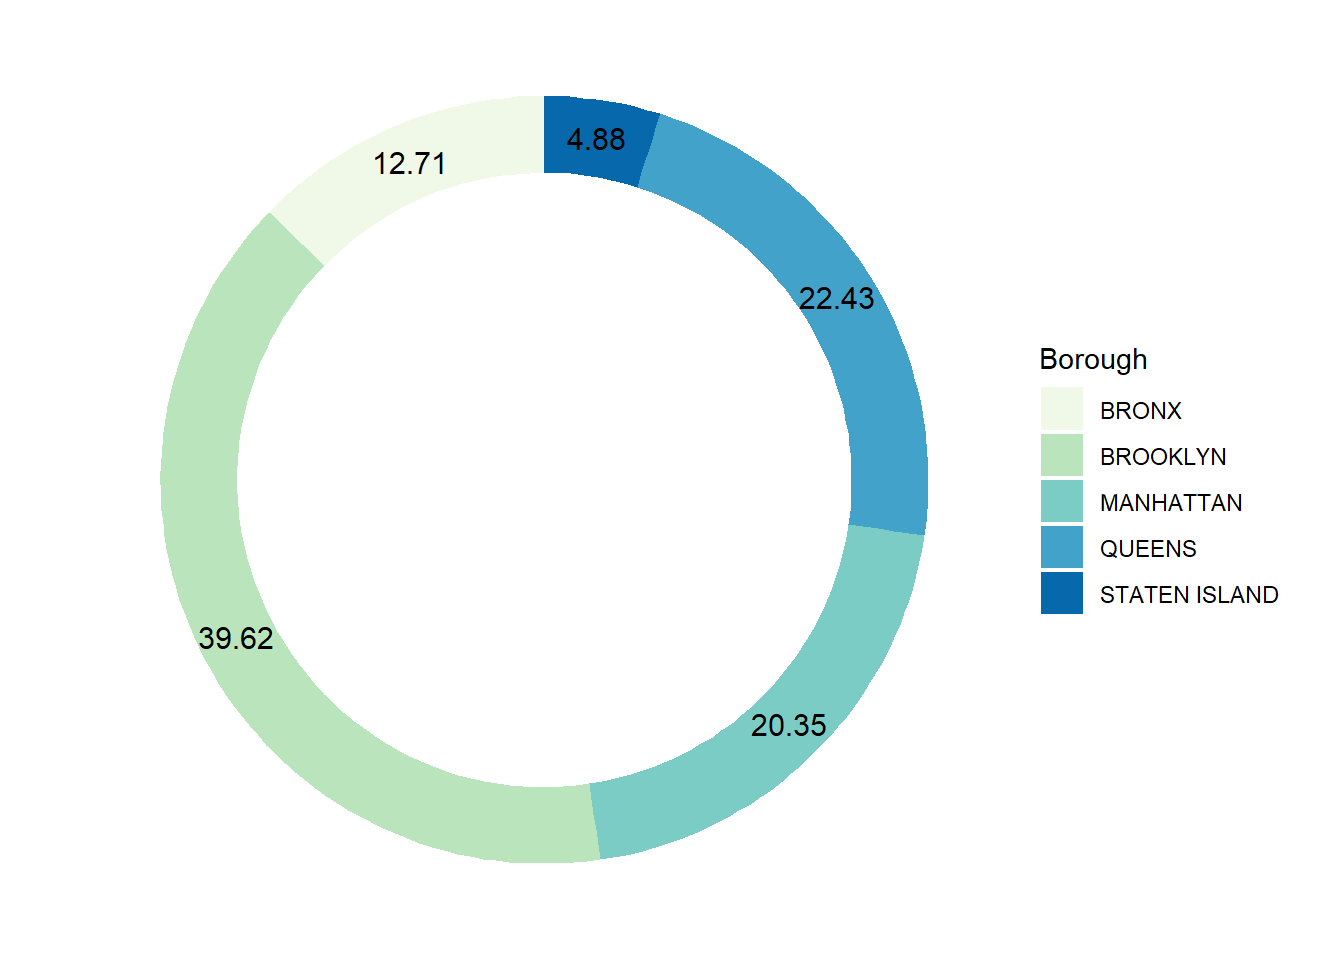 4.88
12.71
22.43
39.62
20.35
Borough
BRONX
BROOKLYN
MANHATTAN
QUEENS
STATEN ISLAND